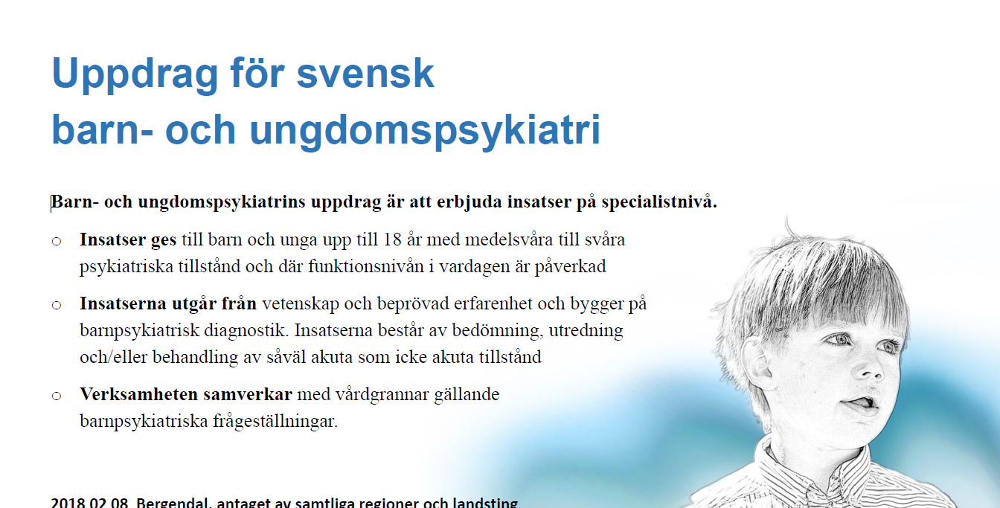 Uppdrag för svensk
barn- och ungdomspsykiatri
Barn- och ungdomspsykiatrins uppdrag är att erbjuda insatser på specialistnivå.
○ Insatser ges till barn och unga upp till 18 år med medelsvåra till svåra
psykiatriska tillstånd och där funktionsnivån i vardagen är påverkad
○ Insatserna utgår från vetenskap och beprövad erfarenhet och bygger på
barnpsykiatrisk diagnostik. Insatserna består av bedömning, utredning
och/eller behandling av såväl akuta som icke akuta tillstånd
○ Verksamheten samverkar med vårdgrannar gällande
barnpsykiatriska frågeställningar.
2018 02 08 Bergendal, antaget av samtliga regioner och landsting